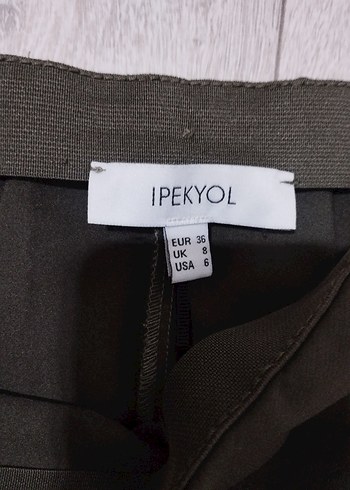 IPEKYOL
EUR 36
UK 8
USA 6